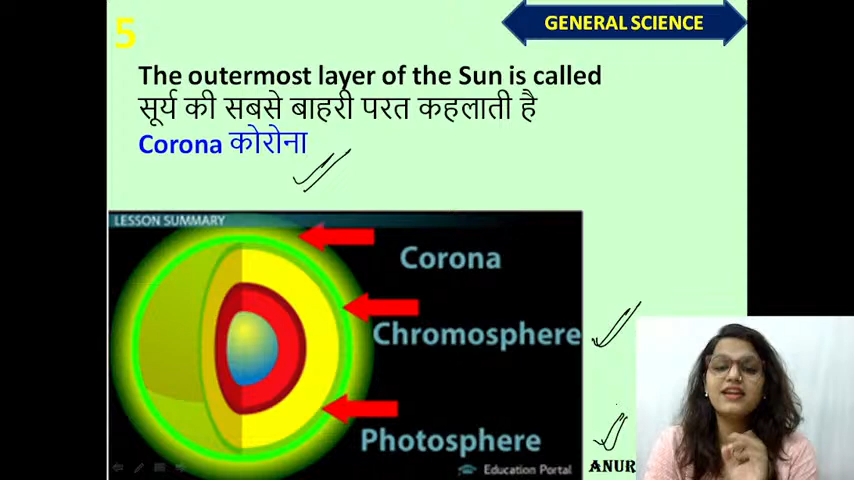 5
GENERAL SCIENCE
The outermost layer of the Sun is called
सूर्य की सबसे बाहरी परत कहलाती है
Corona कोरोना
LESSON SUMMARY
Corona
Chromosphere
Photosphere
Education Portal
ANUR